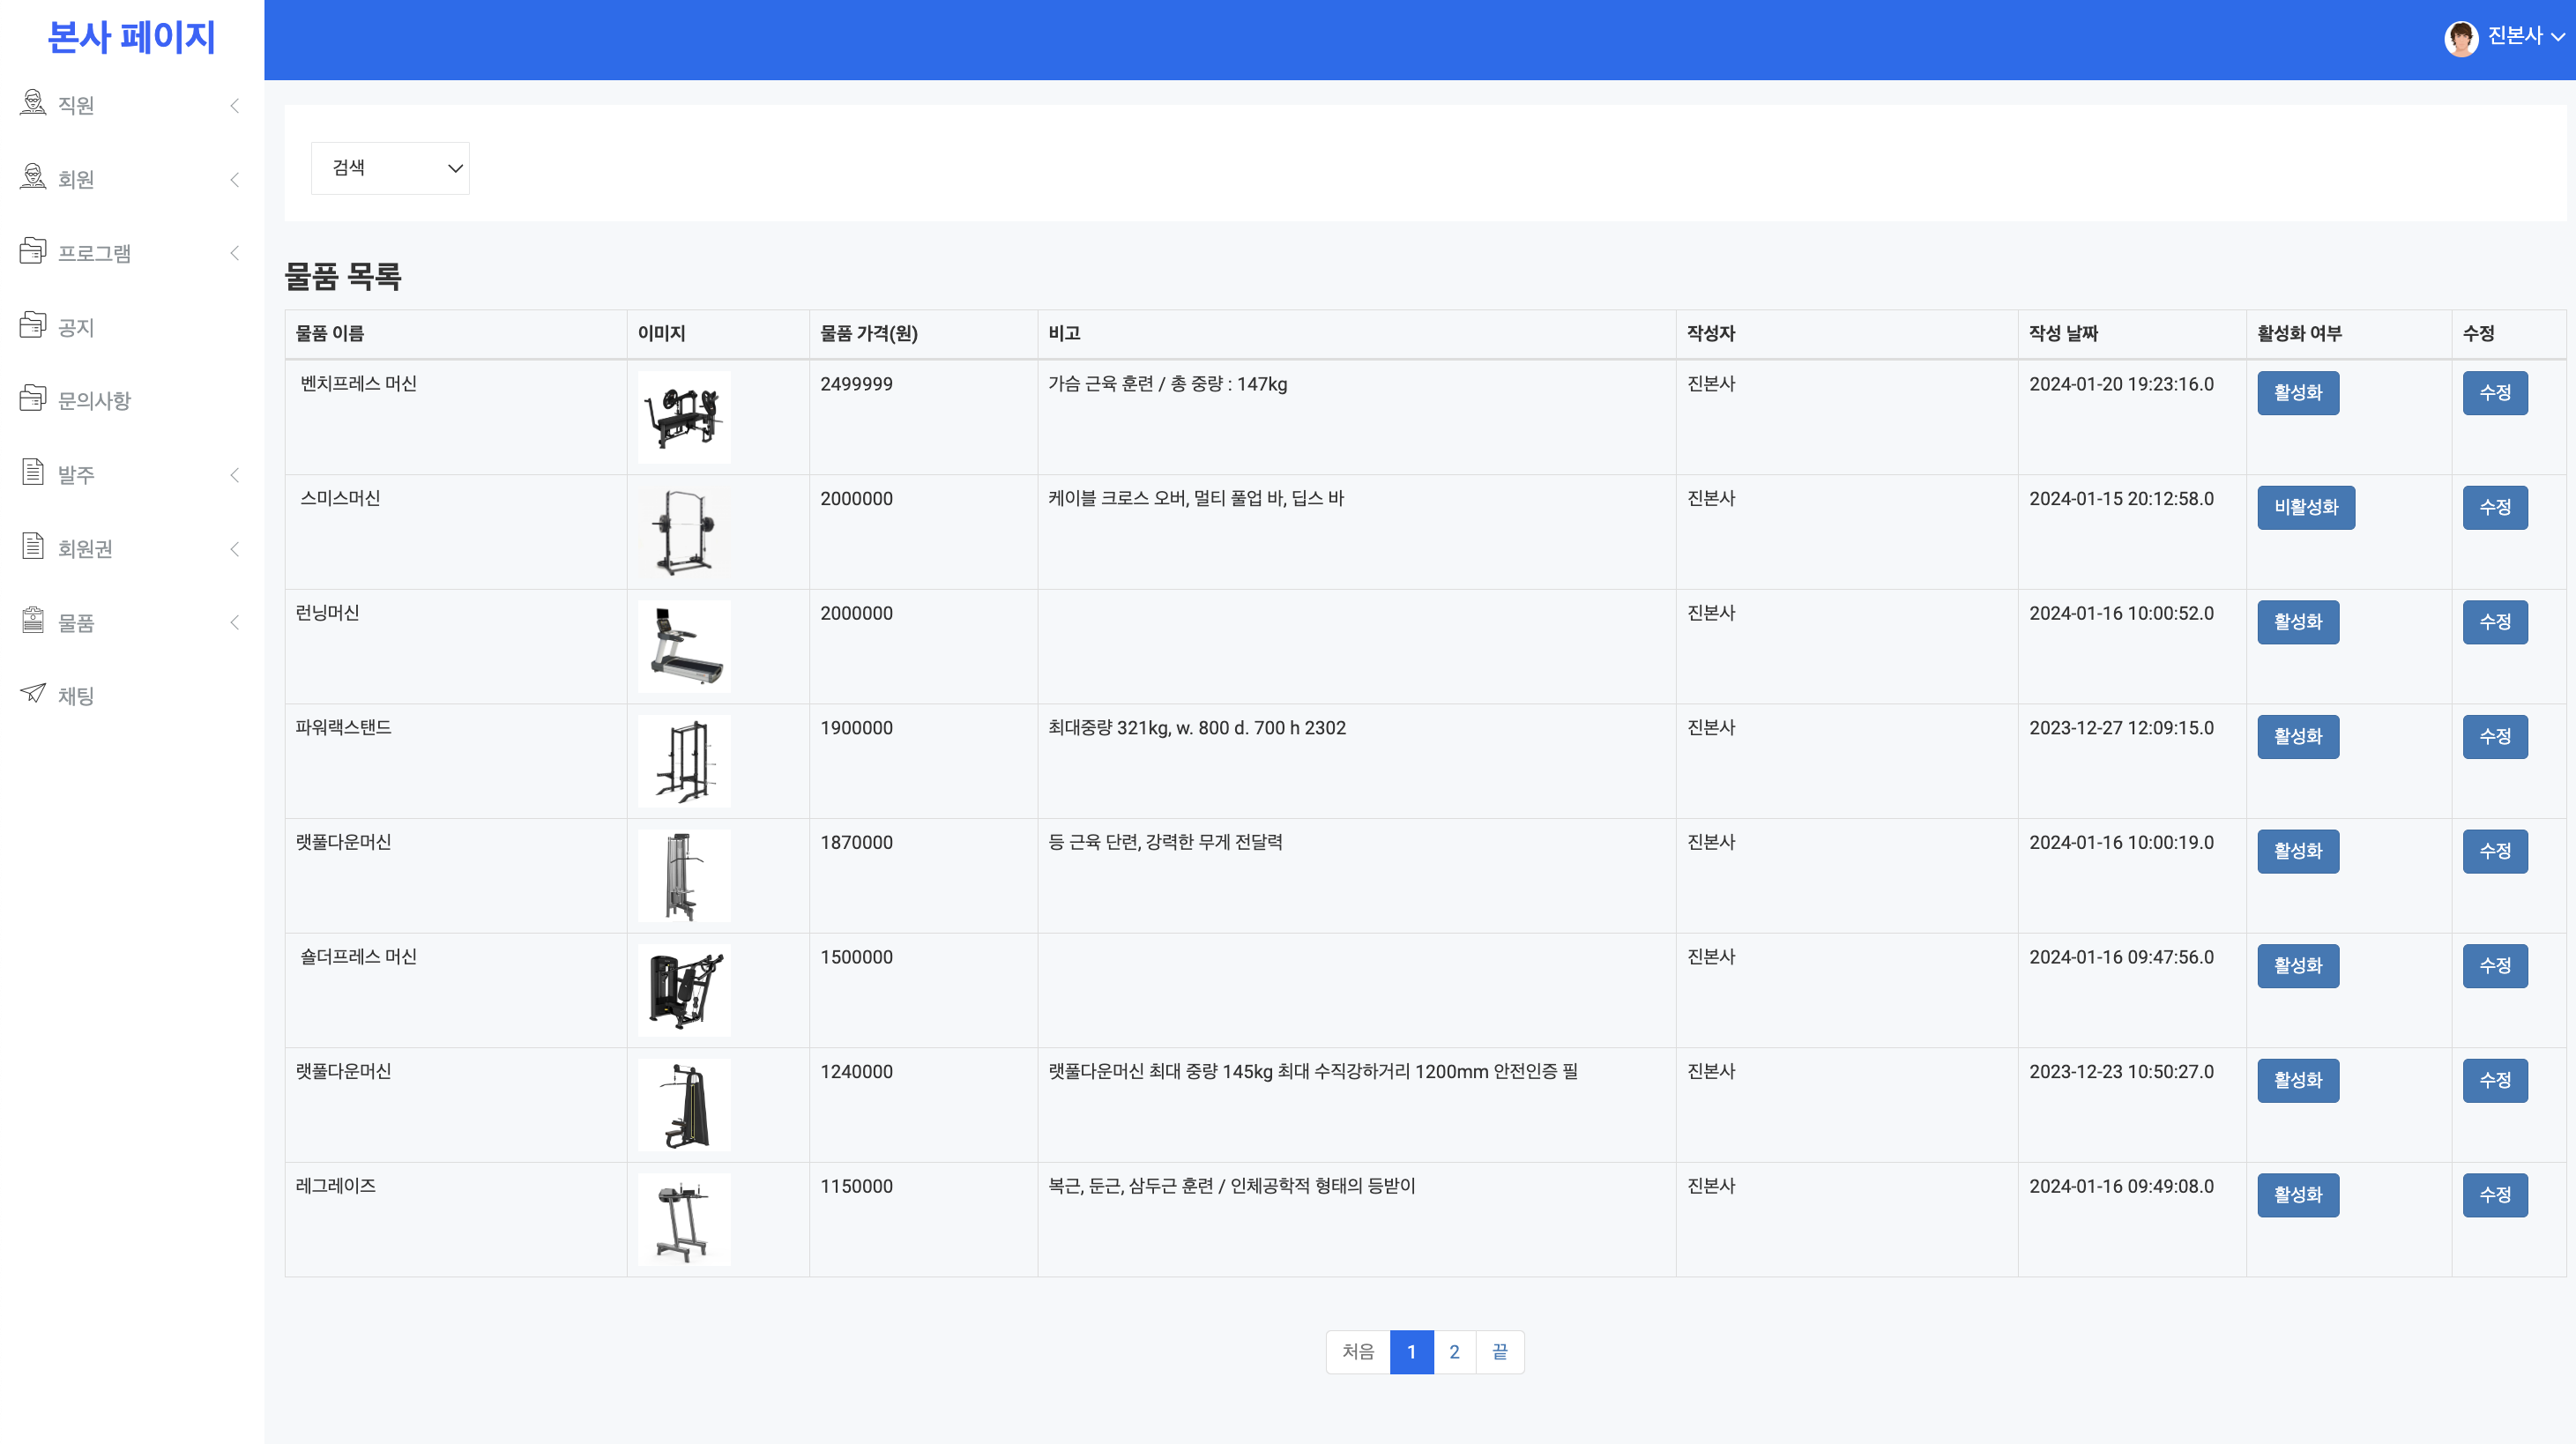 본사 페이지
진본사
직원
회원
프로그램
공지
문의사항
발주
회원권
물품
채팅
검색
물품 목록
물품 이름 이미지 물품 가격(원) 비고 작성자 작성 날짜 활성화 여부 수정
벤치프레스 머신 2499999 가슴 근육 훈련 / 총 중량 : 147kg 진본사 2024-01-20 19:23:16.0 활성화 수정
스미스머신 2000000 케이블 크로스 오버, 멀티 풀업 바, 딥스 바 진본사 2024-01-15 20:12:58.0 비활성화 수정
런닝머신 2000000 진본사 2024-01-16 10:00:52.0 활성화 수정
파워랙스탠드 1900000 최대중량 321kg, w. 800 d. 700 h 2302 진본사 2023-12-27 12:09:15.0 활성화 수정
랫풀다운머신 1870000 등 근육 단련, 강력한 무게 전달력 진본사 2024-01-16 10:00:19.0 활성화 수정
숄더프레스 머신 1500000 진본사 2024-01-16 09:47:56.0 활성화 수정
랫풀다운머신 1240000 랫풀다운머신 최대 중량 145kg 최대 수직강하거리 1200mm 안전인증 필 진본사 2023-12-23 10:50:27.0 활성화 수정
레그레이즈 1150000 복근, 둔근, 삼두근 훈련 / 인체공학적 형태의 등받이 진본사 2024-01-16 09:49:08.0 활성화 수정
처음 1 2 끝